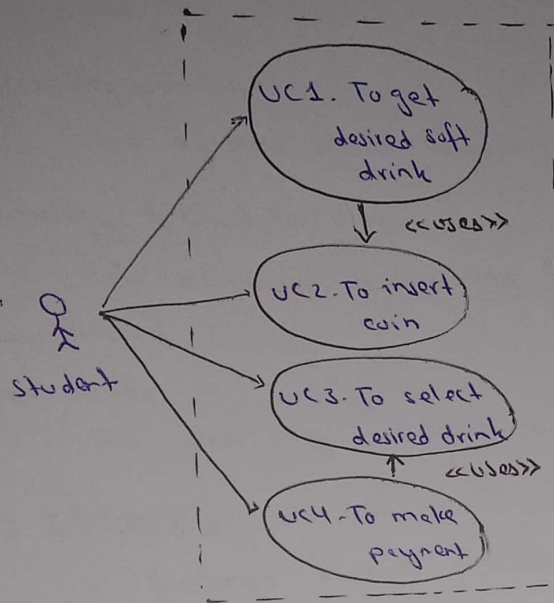 UC1. To get
desired soft
drink
<<uses>>
UC2. To insert
coin
student
UC3. To select
desired drink
<<uses>>
UC4 - To make
payment